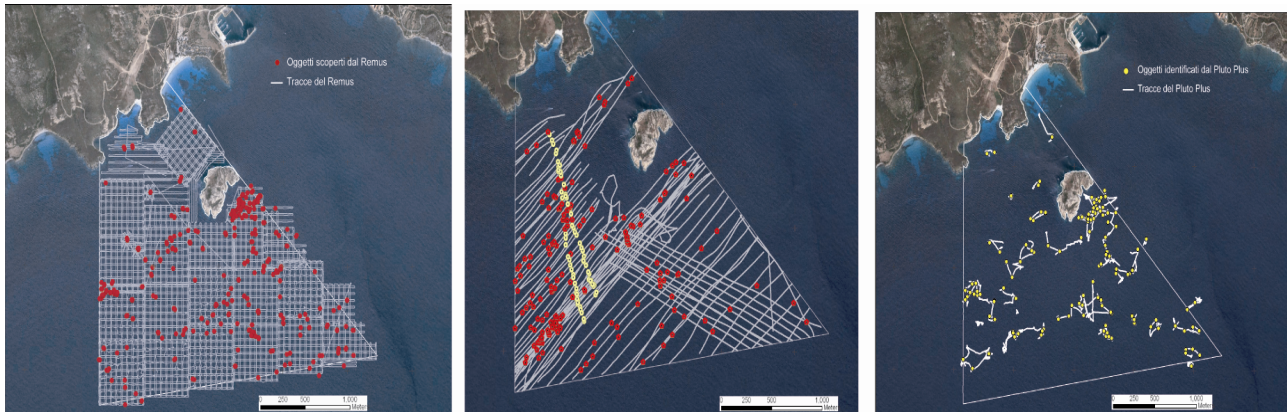 Oggetti scoperti dal Remus
Tracce del Remus
0 250 500 1,000
Meter
0 250 500 1,000
Meter
Oggetti identificati dal Pluto Plus
Tracce del Pluto Plus
0 250 500 1,000
Meter